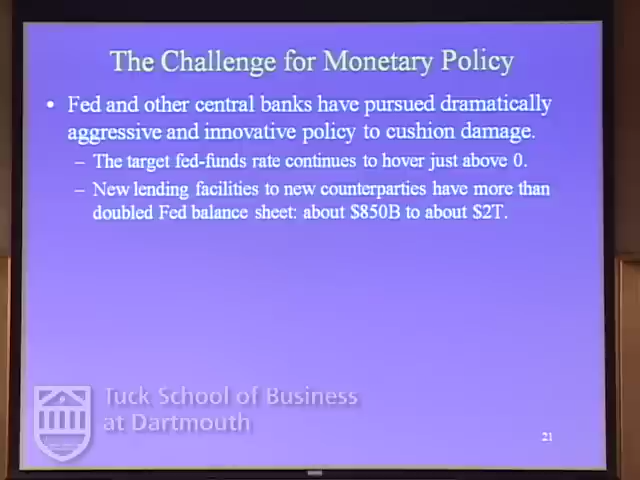 The Challenge for Monetary Policy
• Fed and other central banks have pursued dramatically
aggressive and innovative policy to cushion damage.
– The target fed-funds rate continues to hover just above 0.
– New lending facilities to new counterparties have more than
doubled Fed balance sheet: about $850B to about $2T.
Tuck School of Business
at Dartmouth
21